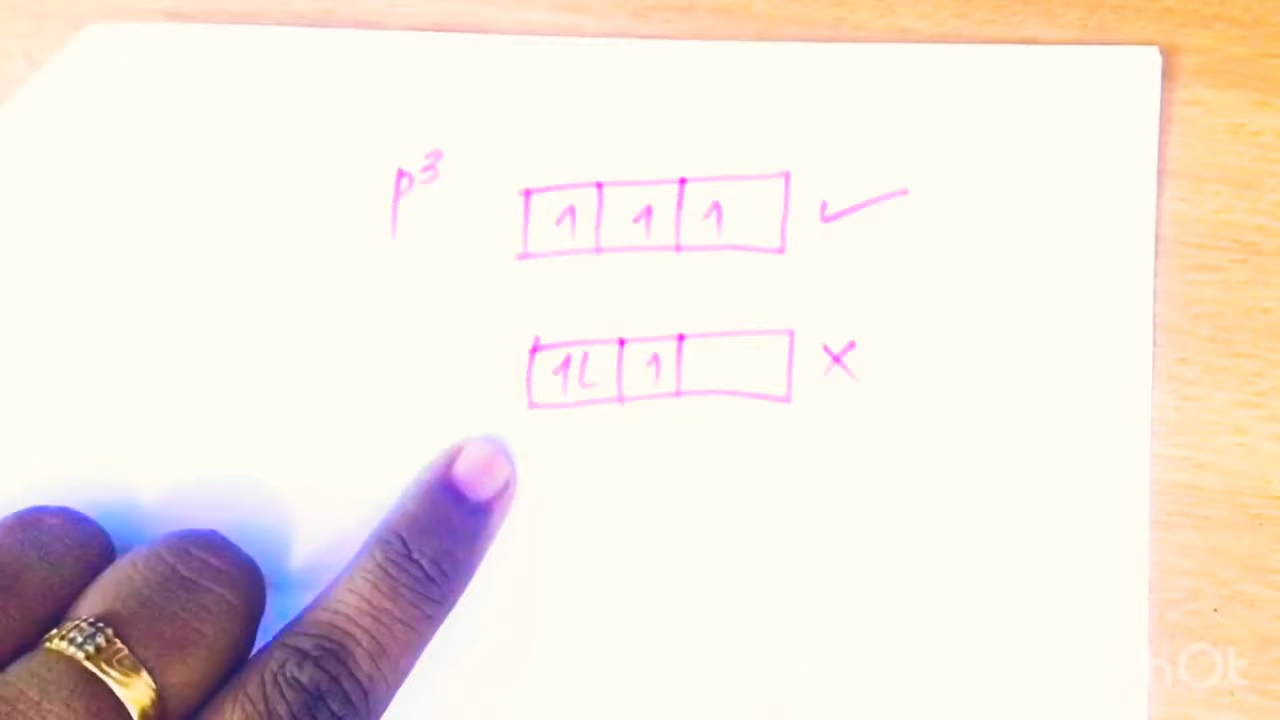 p³ 1 1 1 ✓
1L 1 ×